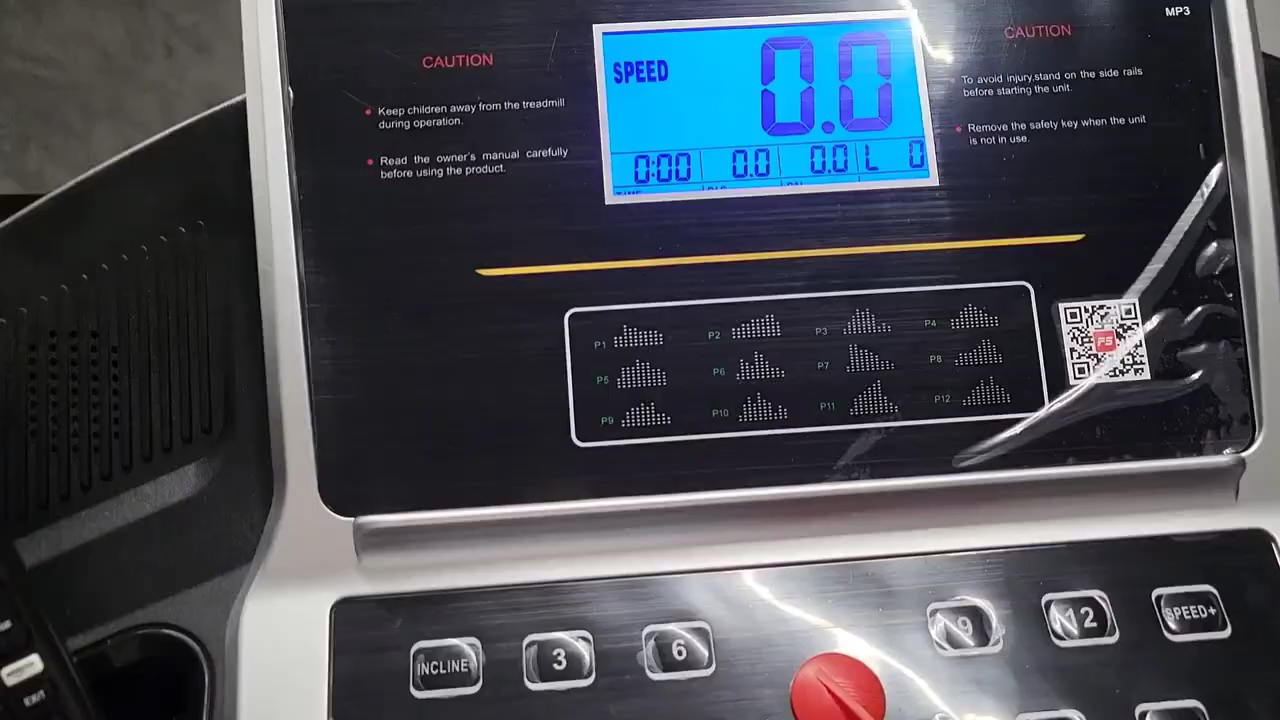 MP3
CAUTION
Keep children away from the treadmill
during operation.
Read the owner's manual carefully
before using the product.
SPEED 0.0
0:00 0.0 0.0 L 0
CAUTION
To avoid injury,stand on the side rails
before starting the unit.
Remove the safety key when the unit
is not in use.
P1 P2 P3 P4
P5 P6 P7 P8
P9 P10 P11 P12
FS
INCLINE 3 6 9 12 SPEED+